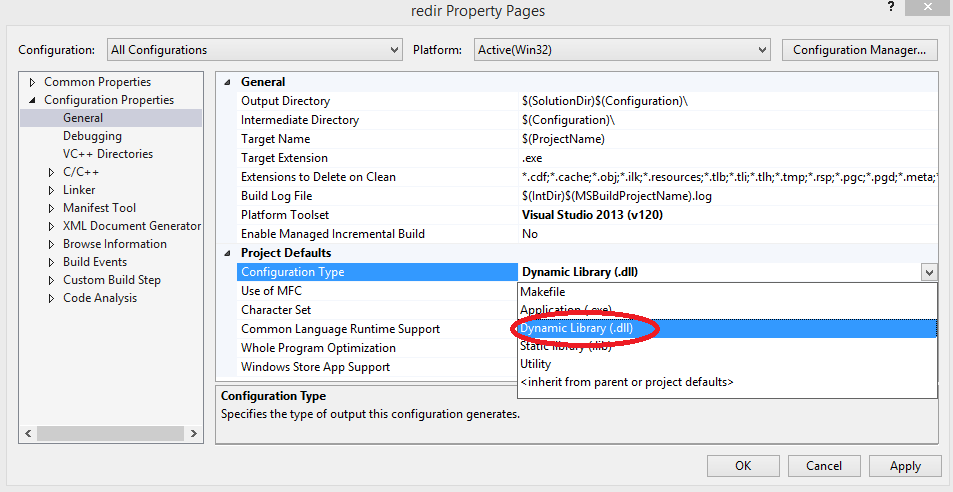 redir Property Pages
?
Configuration: All Configurations Platform: Active(Win32) Configuration Manager...
Common Properties
Configuration Properties
General
Debugging
VC++ Directories
C/C++
Linker
Manifest Tool
XML Document Generator
Browse Information
Build Events
Custom Build Step
Code Analysis
General
Output Directory $(SolutionDir)$(Configuration)\
Intermediate Directory $(Configuration)\
Target Name $(ProjectName)
Target Extension .exe
Extensions to Delete on Clean *.cdf;*.cache;*.obj;*.ilk;*.resources;*.tlb;*.tli;*.tlh;*.tmp;*.rsp;*.pgc;*.pgd;*.meta;*
Build Log File $(IntDir)$(MSBuildProjectName).log
Platform Toolset Visual Studio 2013 (v120)
Enable Managed Incremental Build No
Project Defaults
Configuration Type Dynamic Library (.dll)
Use of MFC
Character Set
Common Language Runtime Support
Whole Program Optimization
Windows Store App Support
Makefile
Application (.exe)
Dynamic Library (.dll)
Static library (.lib)
Utility
<inherit from parent or project defaults>
Configuration Type
Specifies the type of output this configuration generates.
OK Cancel Apply